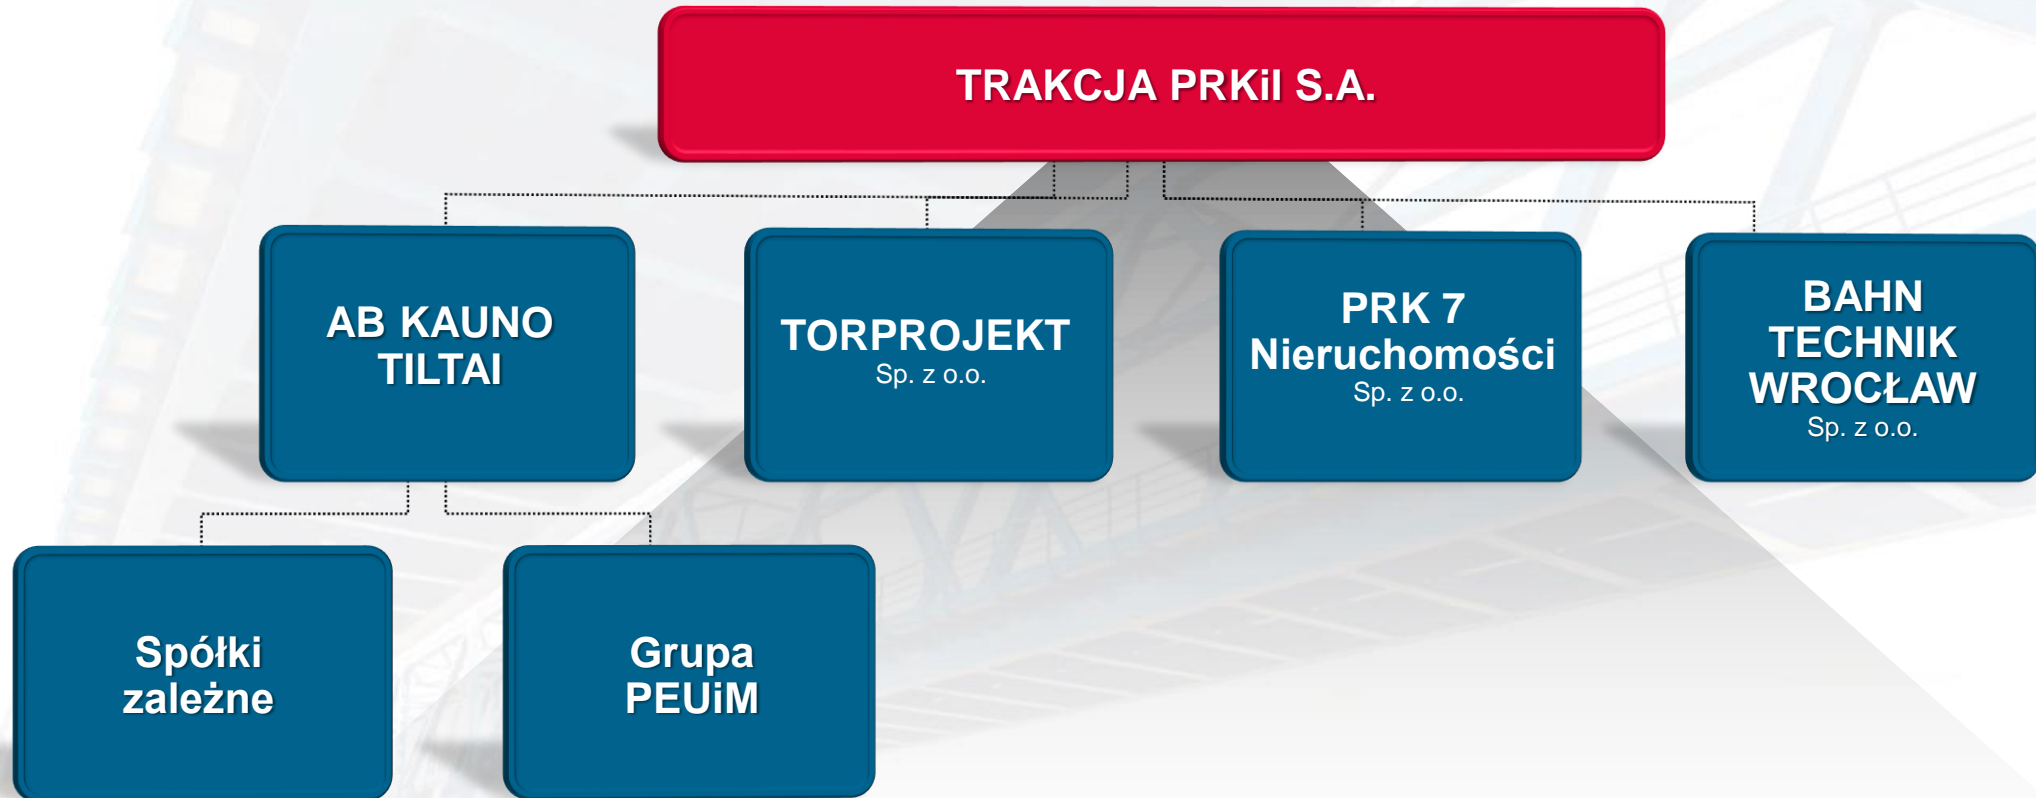 TRAKCJA PRKiI S.A.
AB KAUNO
TILTAI
TORPROJEKT
Sp. z o.o.
PRK 7
Nieruchomości
Sp. z o.o.
BAHN
TECHNIK
WROCŁAW
Sp. z o.o.
Spółki
zależne
Grupa
PEUiM